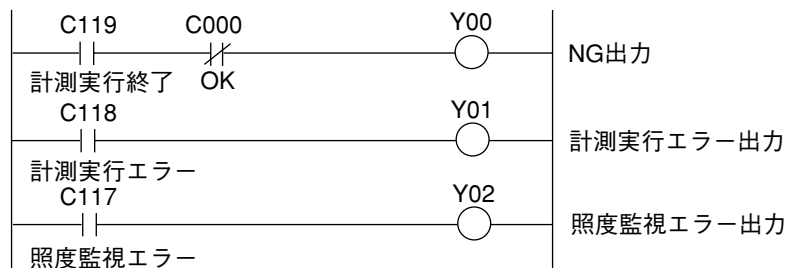 C119 C000 Y00
NG出力
計測実行終了 OK
C118 Y01
計測実行エラー出力
計測実行エラー
C117 Y02
照度監視エラー出力
照度監視エラー